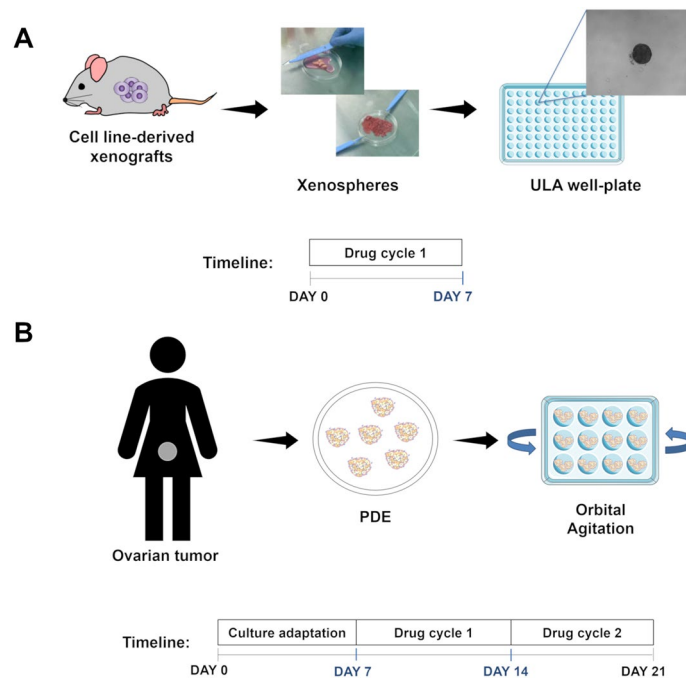 A
Cell line-derived
xenografts
Xenospheres
ULA well-plate
Timeline:
Drug cycle 1
DAY 0
DAY 7
B
Ovarian tumor
PDE
Orbital
Agitation
Timeline:
Culture adaptation
Drug cycle 1
Drug cycle 2
DAY 0
DAY 7
DAY 14
DAY 21